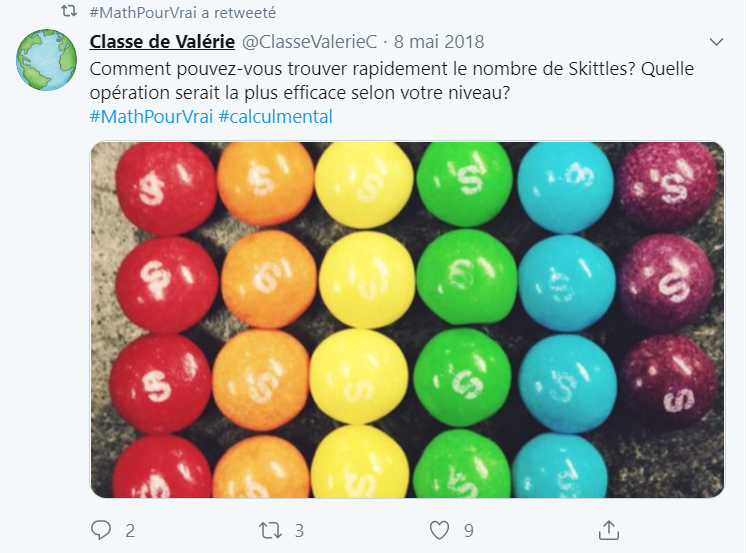 #MathPourVrai a retweeté
Classe de Valérie @ClasseValerieC · 8 mai 2018
Comment pouvez-vous trouver rapidement le nombre de Skittles? Quelle
opération serait la plus efficace selon votre niveau?
#MathPourVrai #calculmental
S S S S S S
S S S S S S
S S S S S S
S S S S S
2 3 9